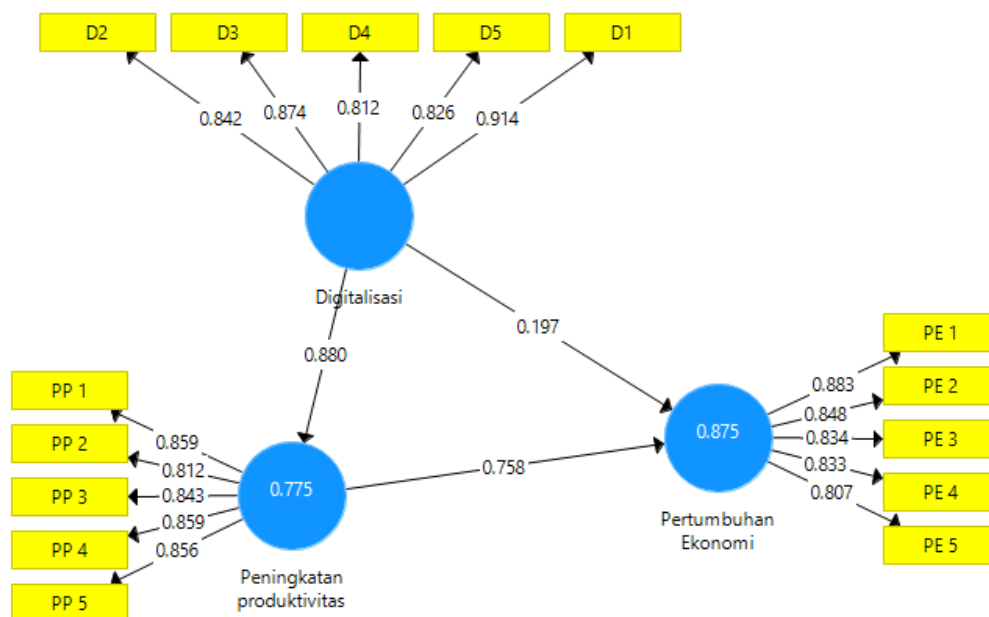 D2 D3 D4 D5 D1
0.842 0.874 0.812 0.826 0.914
Digitalisasi
0.197
0.880
PP 1
PP 2
PP 3
PP 4
PP 5
0.859
0.812
0.843
0.859
0.856
0.775
Peningkatan
produktivitas
0.758
0.875
Pertumbuhan
Ekonomi
0.883
0.848
0.834
0.833
0.807
PE 1
PE 2
PE 3
PE 4
PE 5